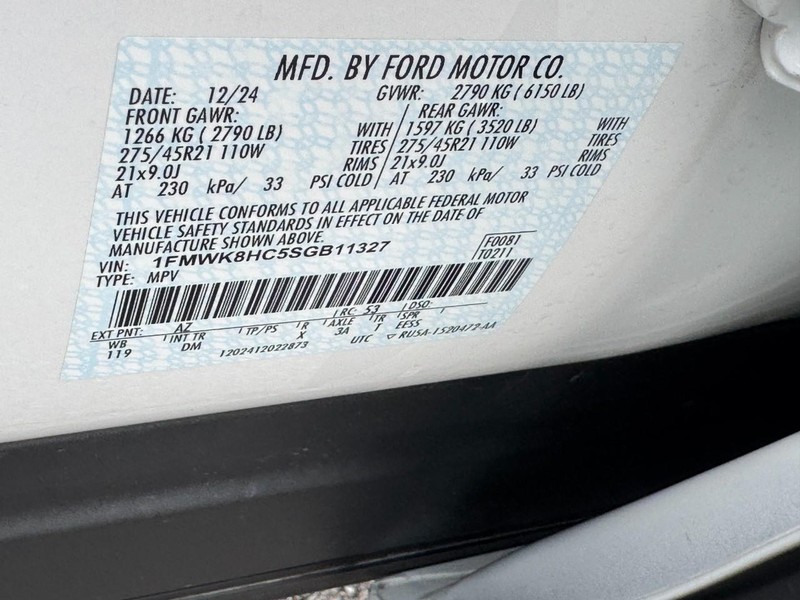 MFD. BY FORD MOTOR CO.
DATE: 12/24 GVWR: 2790 KG ( 6150 LB)
FRONT GAWR: REAR GAWR:
1266 KG ( 2790 LB) WITH 1597 KG ( 3520 LB) WITH
275/45R21 110W TIRES 275/45R21 110W TIRES
21x9.0J RIMS 21x9.0J RIMS
AT 230 kPa/ 33 PSI COLD AT 230 kPa/ 33 PSI COLD
THIS VEHICLE CONFORMS TO ALL APPLICABLE FEDERAL MOTOR
VEHICLE SAFETY STANDARDS IN EFFECT ON THE DATE OF
MANUFACTURE SHOWN ABOVE.
VIN: 1FMWK8HC5SGB11327 F0081
TYPE: MPV T0211
EXT PNT: AZ RC: 53 DSO:
WB INT TR TP/PS R AXLE TR SPR
119 DM X 3A T EESS
1202412022873 UTC ▽ RU5A-1520472-AA